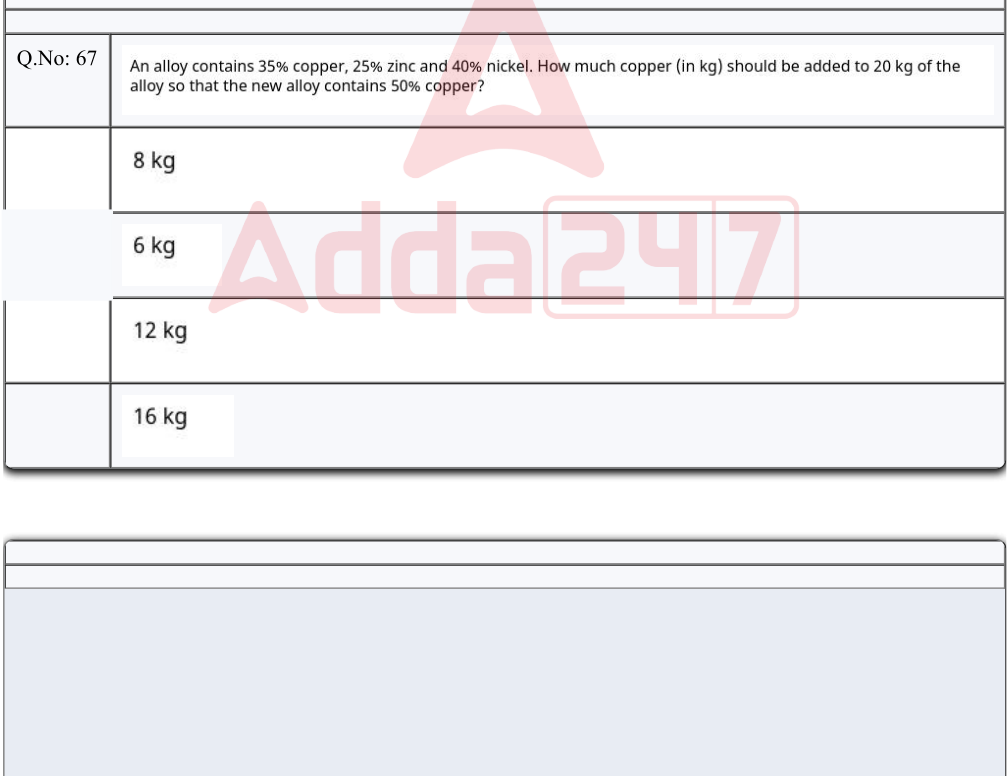 Q.No: 67
An alloy contains 35% copper, 25% zinc and 40% nickel. How much copper (in kg) should be added to 20 kg of the
alloy so that the new alloy contains 50% copper?
8 kg
6 kg
12 kg
16 kg
Adda247